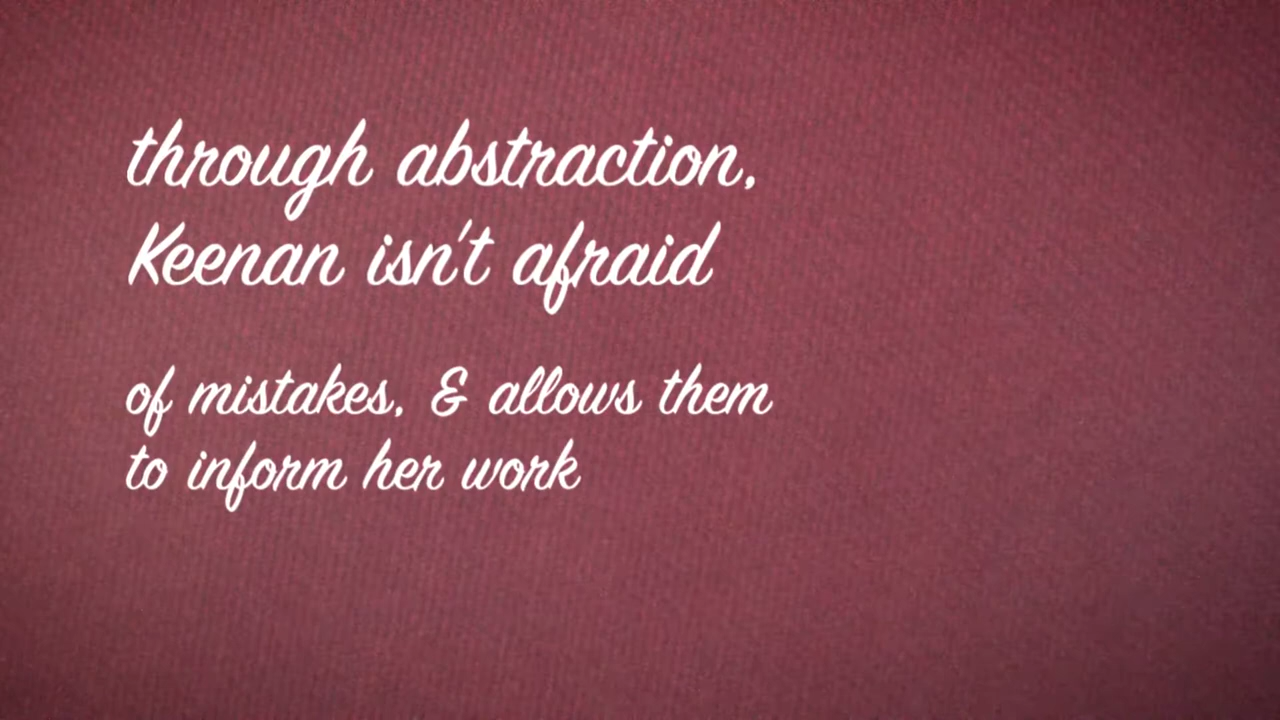 through abstraction,
Keenan isn't afraid
of mistakes, & allows them
to inform her work